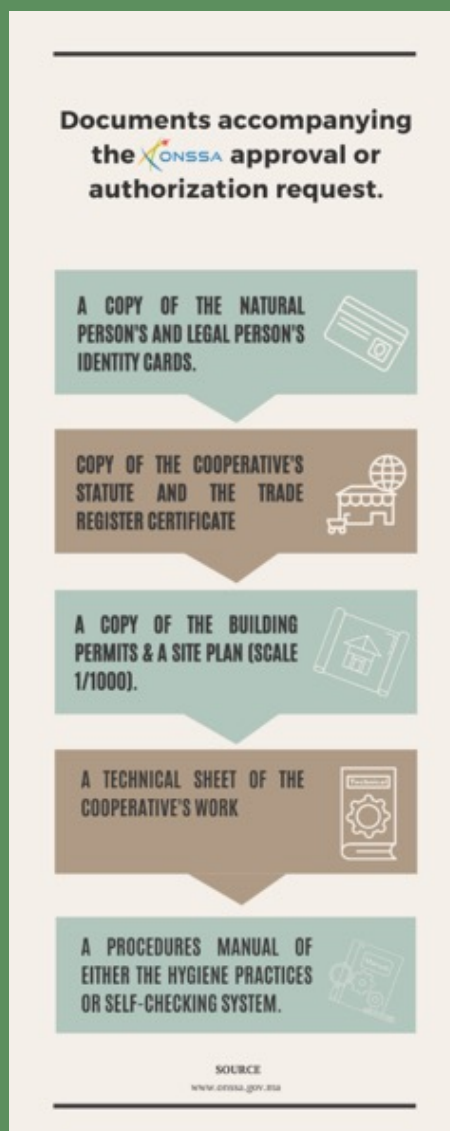 Documents accompanying
the ONSSA approval or
authorization request.
A COPY OF THE NATURAL
PERSON'S AND LEGAL PERSON'S
IDENTITY CARDS.
COPY OF THE COOPERATIVE'S
STATUTE AND THE TRADE
REGISTER CERTIFICATE
A COPY OF THE BUILDING
PERMITS & A SITE PLAN (SCALE
1/1000).
A TECHNICAL SHEET OF THE
COOPERATIVE'S WORK
Technical
A PROCEDURES MANUAL OF
EITHER THE HYGIENE PRACTICES
OR SELF-CHECKING SYSTEM.
SOURCE
www.onssa.gov.ma